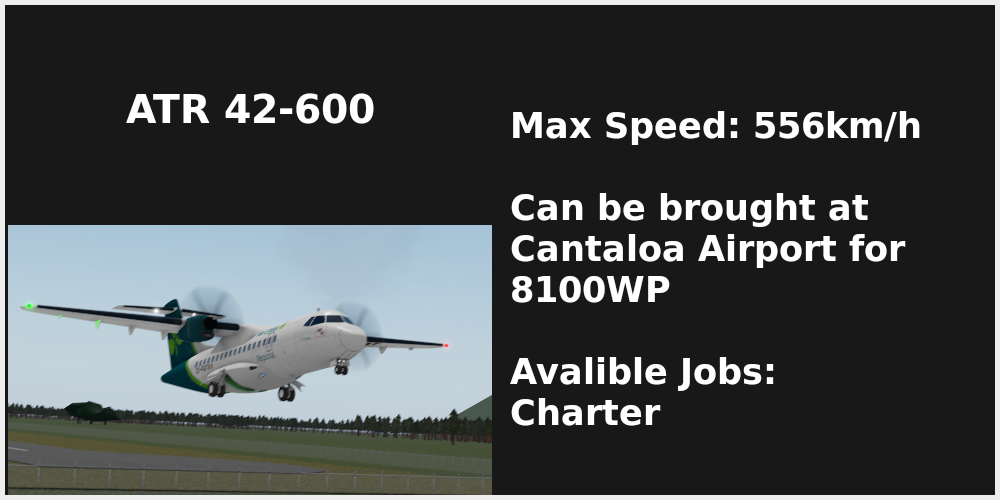 ATR 42-600
Max Speed: 556km/h
Can be brought at
Cantaloa Airport for
8100WP
Avalible Jobs:
Charter